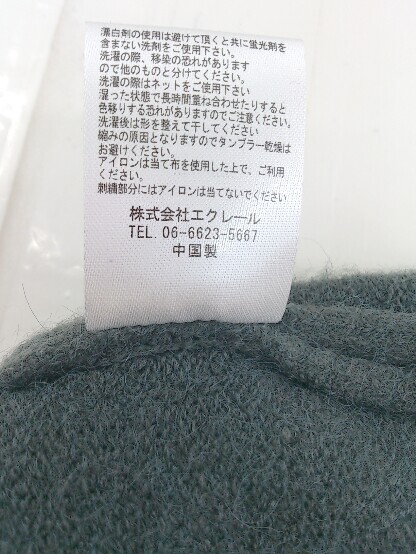 漂白剤の使用は避けて頂くと共に蛍光剤を
含まない洗剤をご使用下さい。
洗濯の際、移染の恐れがあります
ので他のものと分けてください。
洗濯の際はネットをご使用下さい
湿った状態で長時間重ね合わせたりすると
色移りする恐れがありますのでご注意ください。
洗濯後は形を整えて干してください
縮みの原因となりますのでタンブラー乾燥は
お避けください。
アイロンは当て布を使用した上で、ご利用
ください。
刺繍部分にはアイロンは当てないでください
株式会社エクレール
TEL. 06-6623-5667
中国製